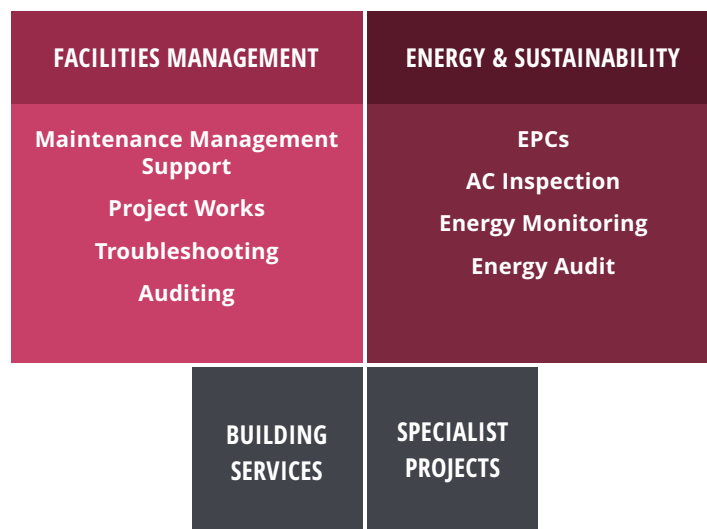 FACILITIES MANAGEMENT
Maintenance Management
Support
Project Works
Troubleshooting
Auditing
ENERGY & SUSTAINABILITY
EPCs
AC Inspection
Energy Monitoring
Energy Audit
BUILDING
SERVICES
SPECIALIST
PROJECTS